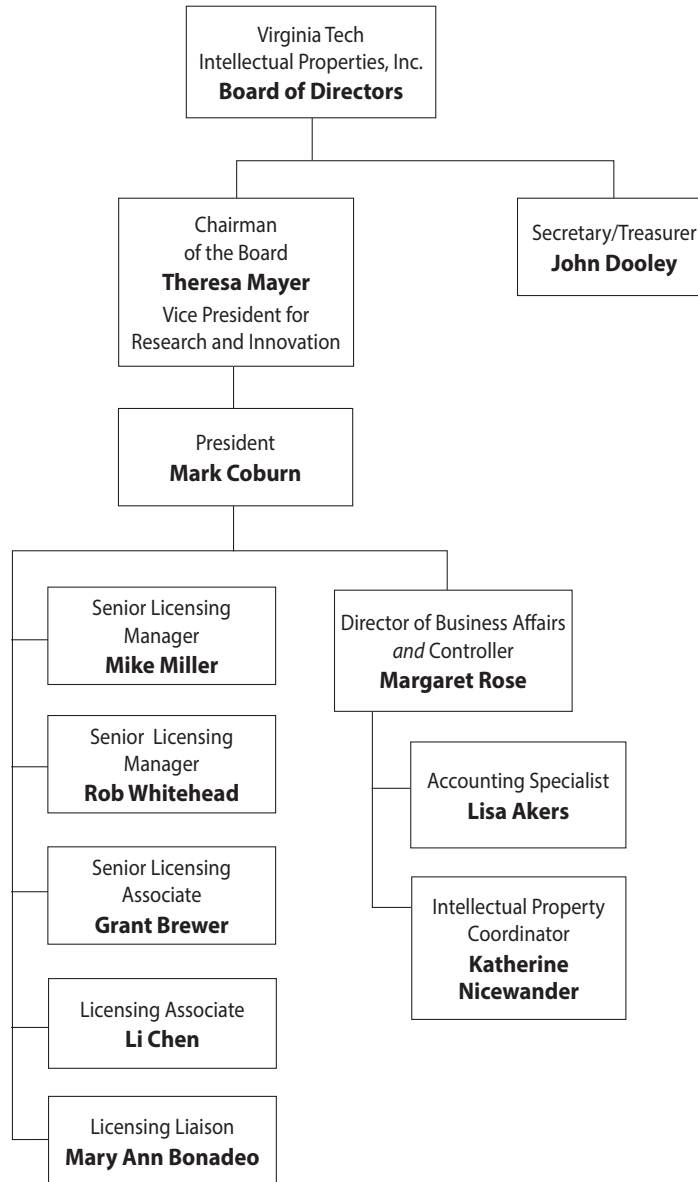 Virginia Tech
Intellectual Properties, Inc.
Board of Directors
Chairman
of the Board
Theresa Mayer
Vice President for
Research and Innovation
Secretary/Treasurer
John Dooley
President
Mark Coburn
Senior Licensing
Manager
Mike Miller
Senior Licensing
Manager
Rob Whitehead
Senior Licensing
Associate
Grant Brewer
Licensing Associate
Li Chen
Licensing Liaison
Mary Ann Bonadeo
Director of Business Affairs
and Controller
Margaret Rose
Accounting Specialist
Lisa Akers
Intellectual Property
Coordinator
Katherine
Nicewander